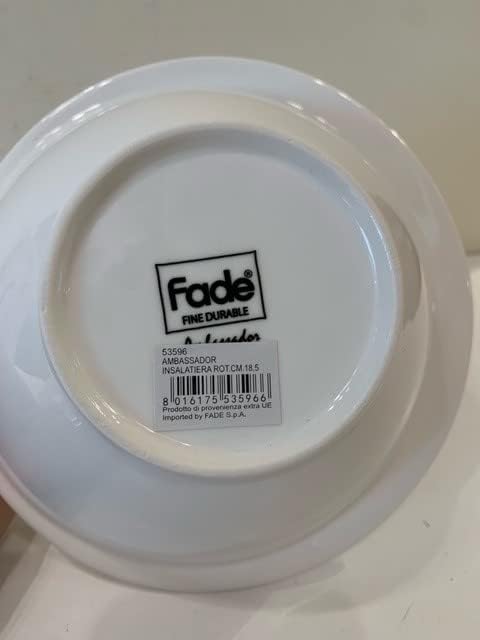 Fade®
FINE DURABLE
Ambassador
53596
AMBASSADOR
INSALATIERA ROT.CM.18,5
8 016175 535966
Prodotto di provenienza extra UE
Imported by FADE S.p.A.